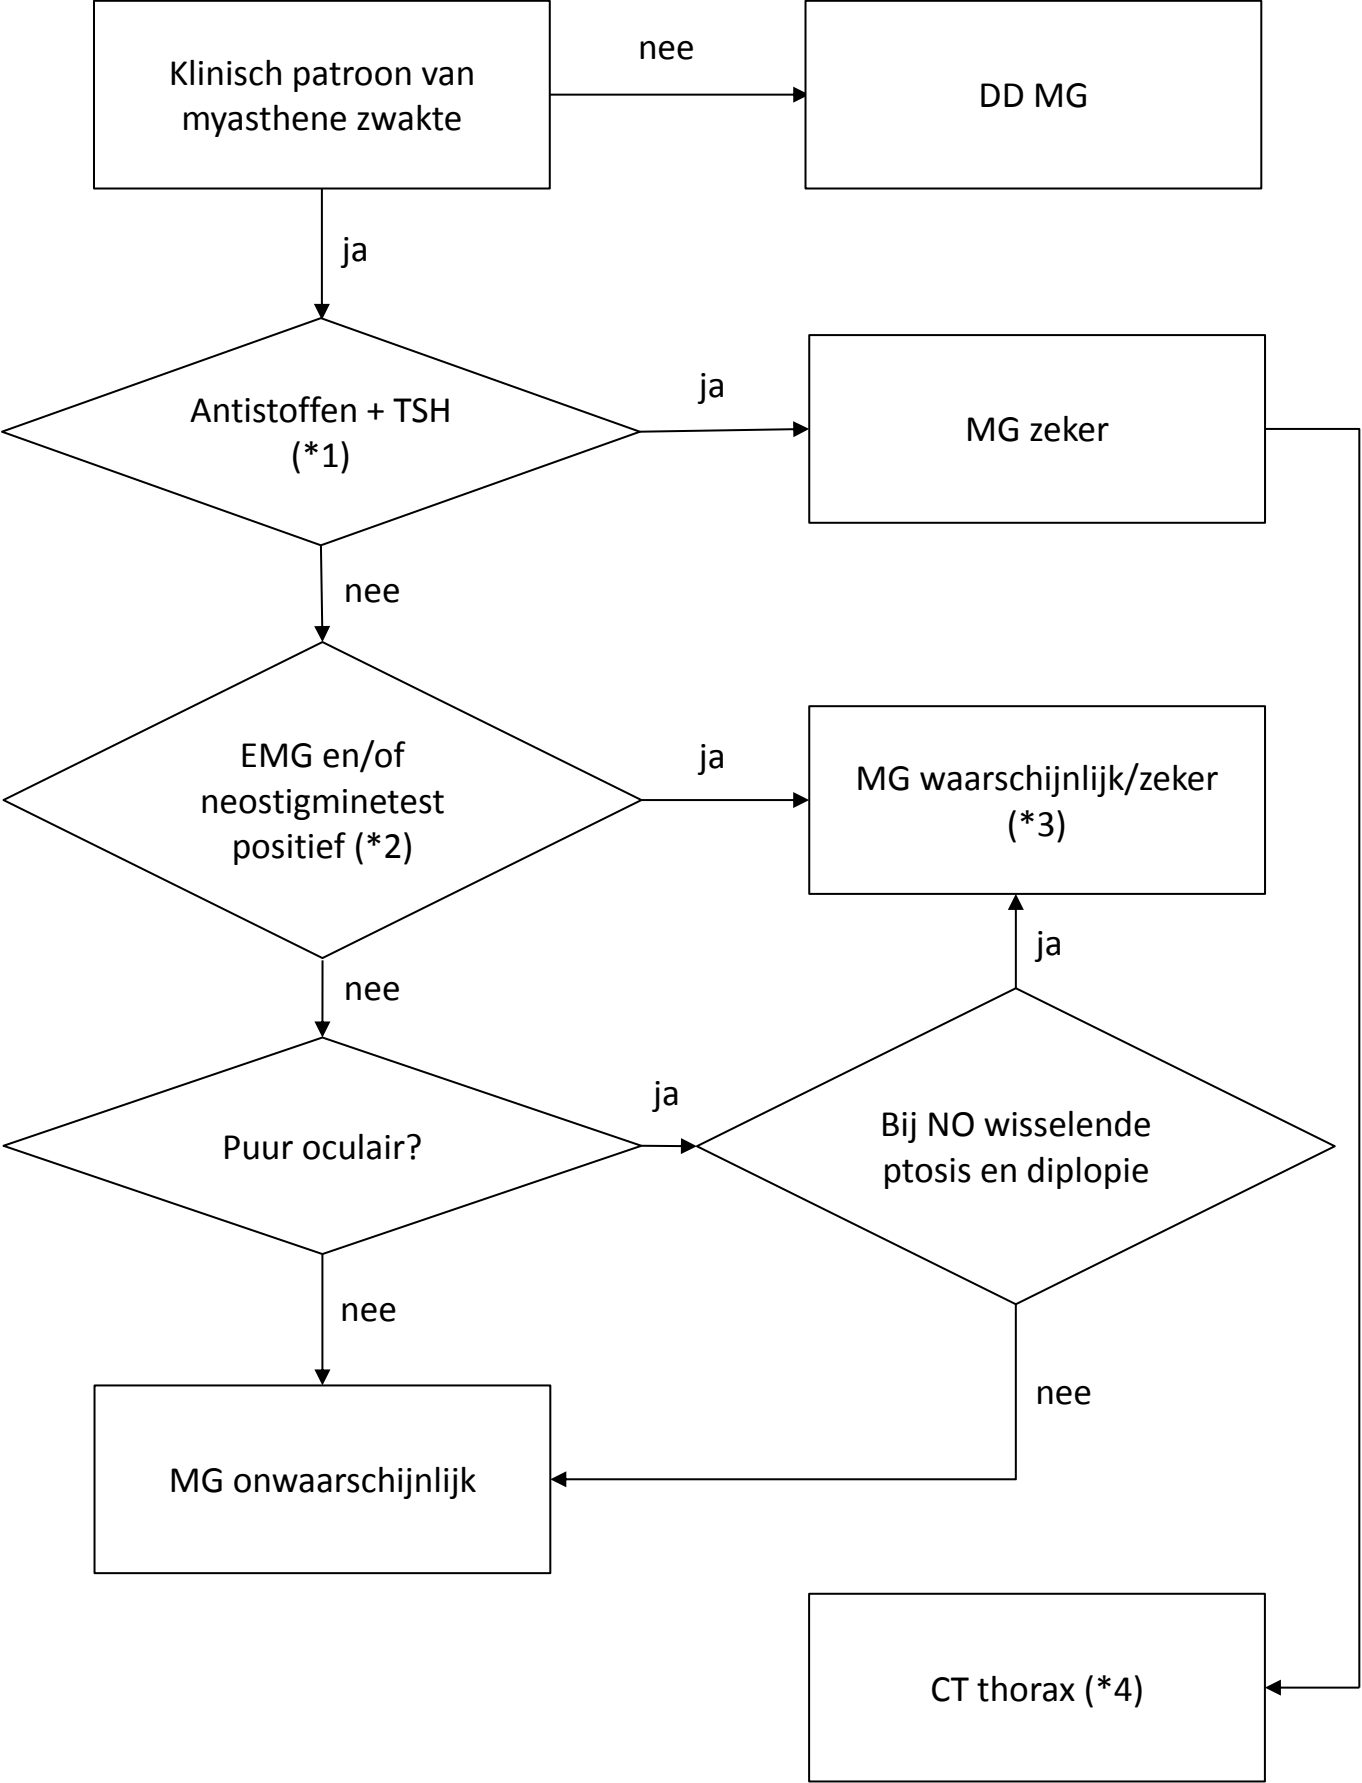 Klinisch patroon van
myasthene zwakte
nee
DD MG
ja
Antistoffen + TSH
(*1)
ja
MG zeker
nee
EMG en/of
neostigminetest
positief (*2)
ja
MG waarschijnlijk/zeker
(*3)
ja
nee
Puur oculair?
ja
Bij NO wisselende
ptosis en diplopie
nee
nee
MG onwaarschijnlijk
CT thorax (*4)